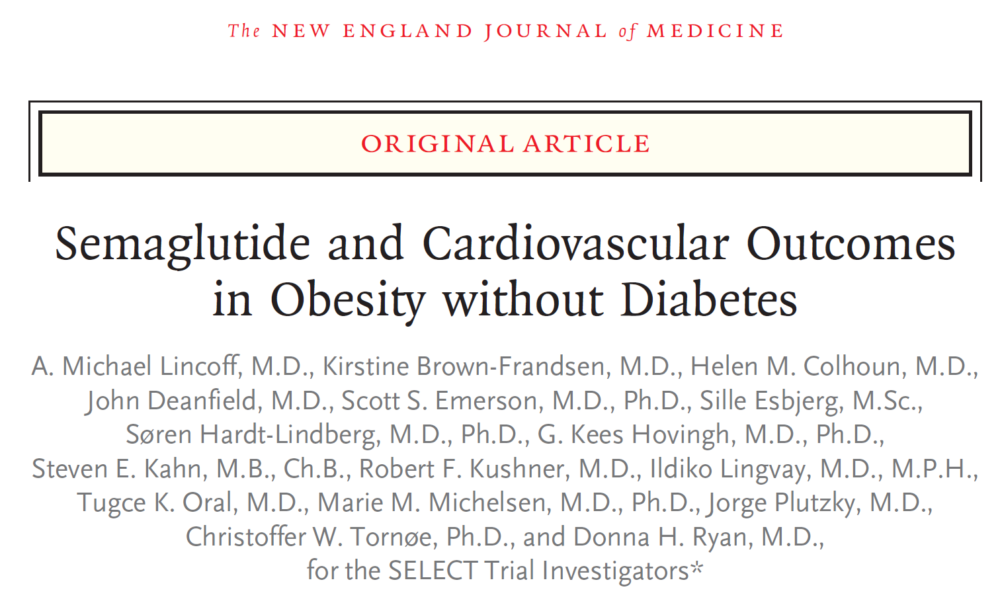 The NEW ENGLAND JOURNAL of MEDICINE
ORIGINAL ARTICLE
Semaglutide and Cardiovascular Outcomes
in Obesity without Diabetes
A. Michael Lincoff, M.D., Kirstine Brown-Frandsen, M.D., Helen M. Colhoun, M.D.,
John Deanfield, M.D., Scott S. Emerson, M.D., Ph.D., Sille Esbjerg, M.Sc.,
Søren Hardt-Lindberg, M.D., Ph.D., G. Kees Hovingh, M.D., Ph.D.,
Steven E. Kahn, M.B., Ch.B., Robert F. Kushner, M.D., Ildiko Lingvay, M.D., M.P.H.,
Tugce K. Oral, M.D., Marie M. Michelsen, M.D., Ph.D., Jorge Plutzky, M.D.,
Christoffer W. Tornøe, Ph.D., and Donna H. Ryan, M.D.,
for the SELECT Trial Investigators*